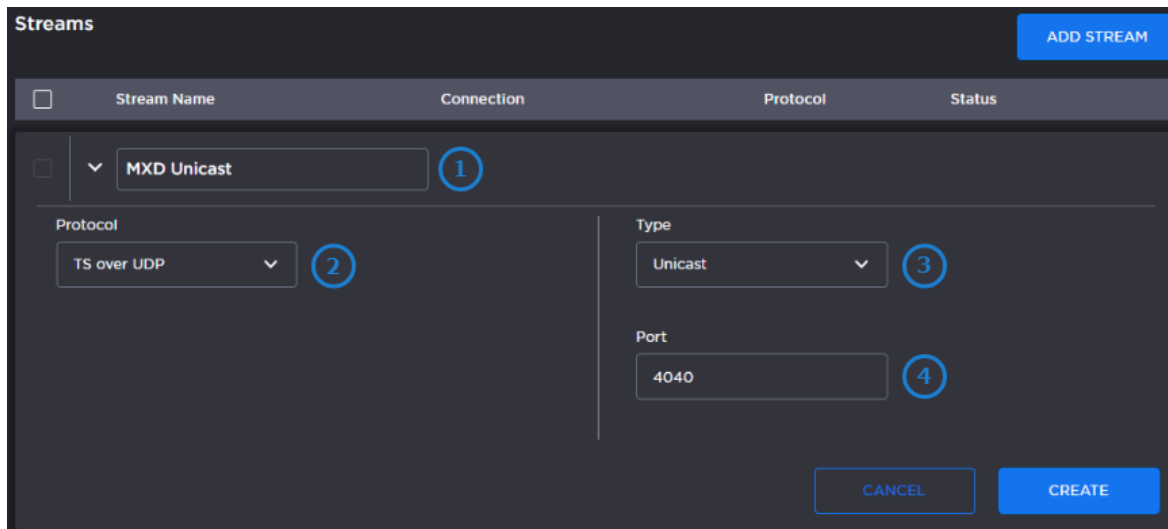 Streams
ADD STREAM
Stream Name Connection Protocol Status
MXD Unicast 1
Protocol Type
TS over UDP 2 Unicast 3
Port
4040 4
CANCEL CREATE